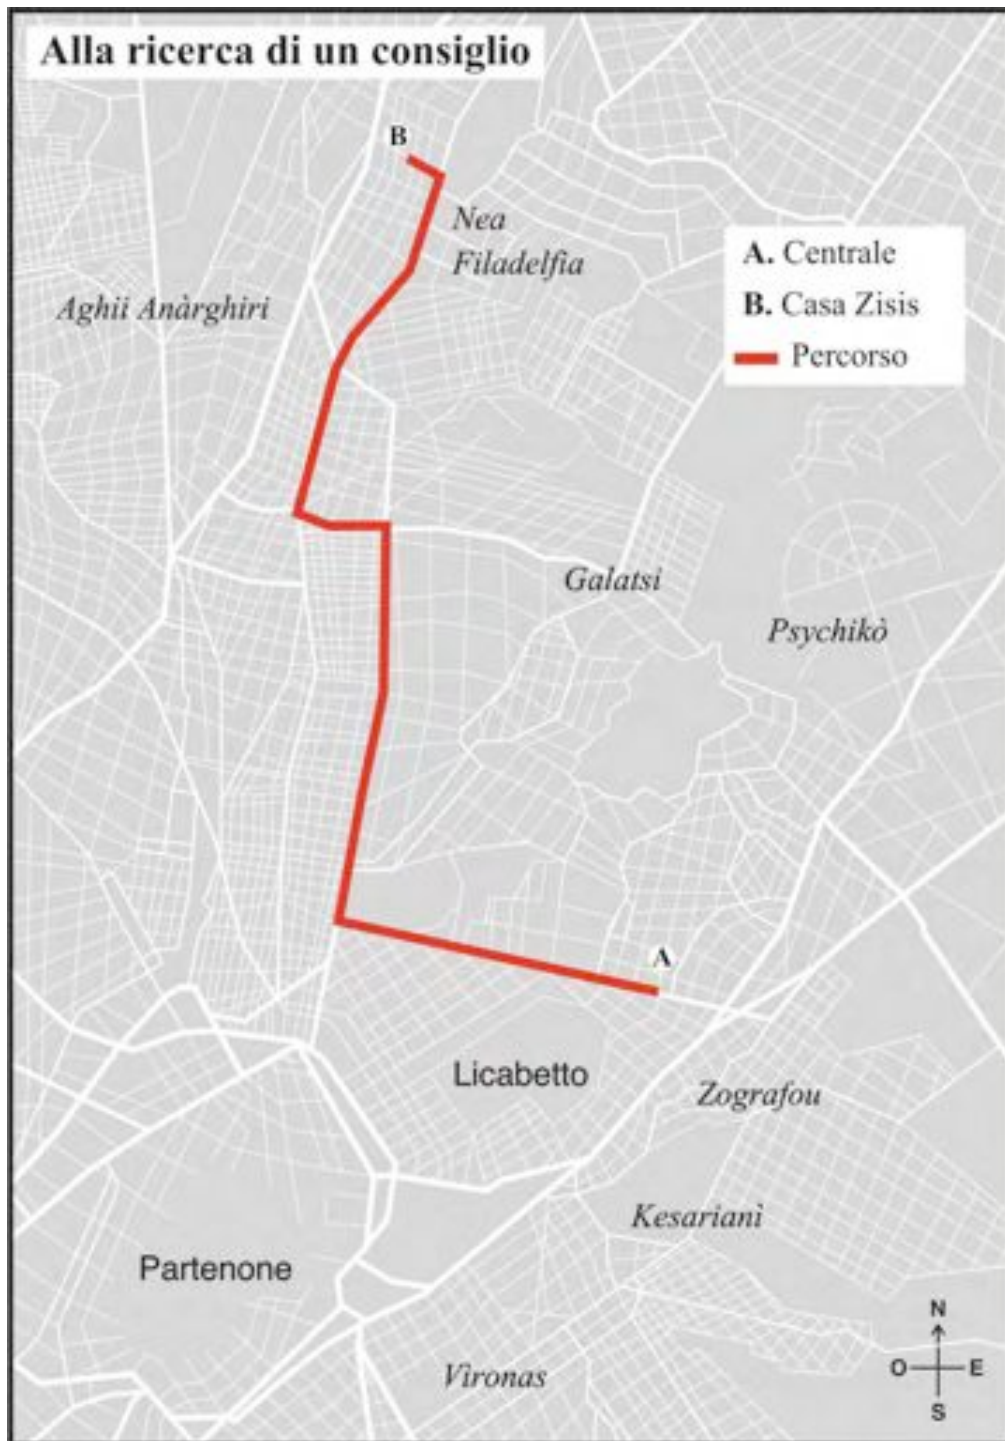 Alla ricerca di un consiglio
B
Nea
Filadelfia
A. Centrale
B. Casa Zisis
Percorso
Aghii Anàrghiri
Galatsi
Psychikò
A
Licabetto
Zografou
Kesarianì
Partenone
N
O E
S
Vìronas